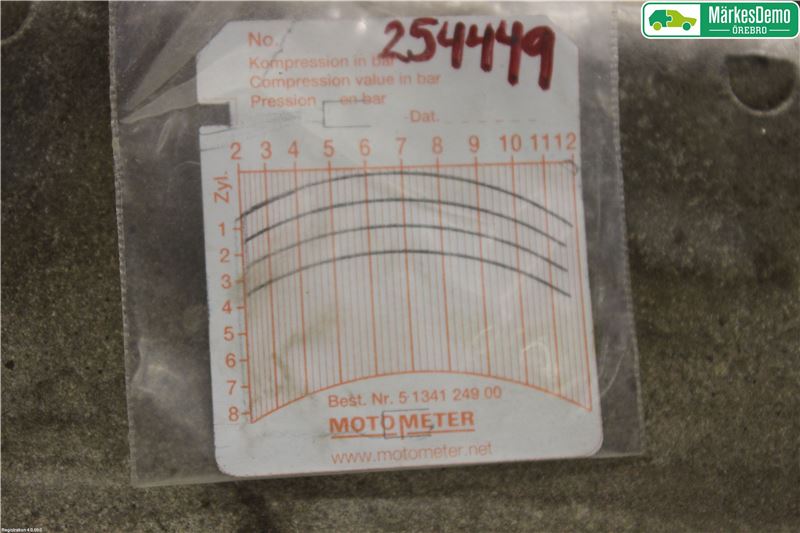 MärkesDemo
ÖREBRO
No. 254449
Kompression in bar
Compression value in bar
Pression en bar
Dat.
2 3 4 5 6 7 8 9 10 11 12
Zyl.
1
2
3
4
5
6
7
8
Best. Nr. 5 1341 249 00
MOTOMETER
www.motometer.net